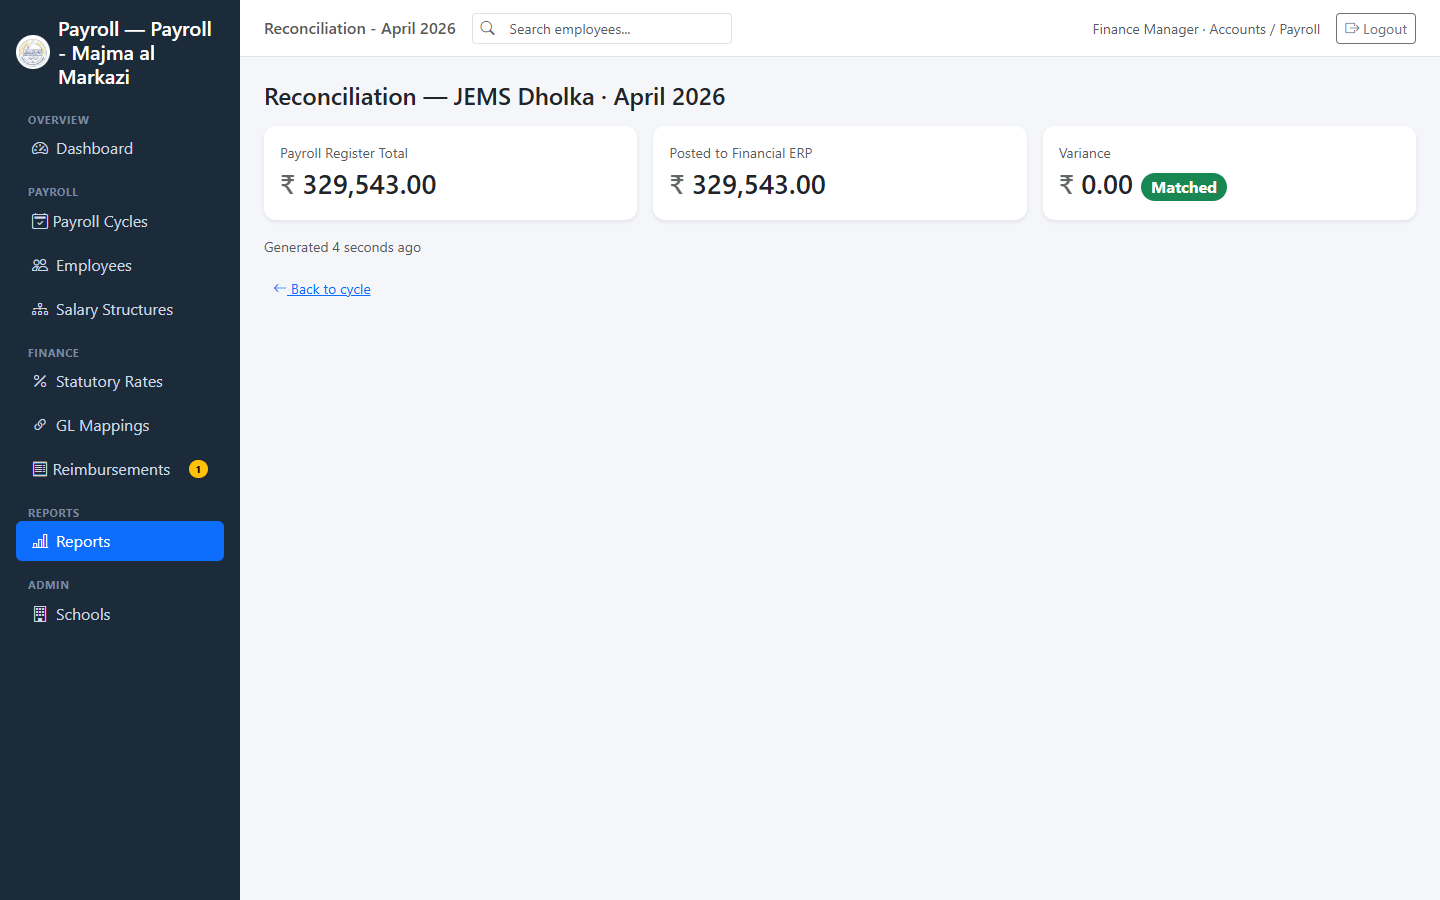 Payroll — Payroll
- Majma al
Markazi
OVERVIEW
Dashboard
PAYROLL
Payroll Cycles
Employees
Salary Structures
FINANCE
Statutory Rates
GL Mappings
Reimbursements 1
REPORTS
Reports
ADMIN
Schools
Reconciliation - April 2026
Search employees...
Finance Manager · Accounts / Payroll
Logout
Reconciliation — JEMS Dholka · April 2026
Payroll Register Total
₹ 329,543.00
Posted to Financial ERP
₹ 329,543.00
Variance
₹ 0.00 Matched
Generated 4 seconds ago
← Back to cycle